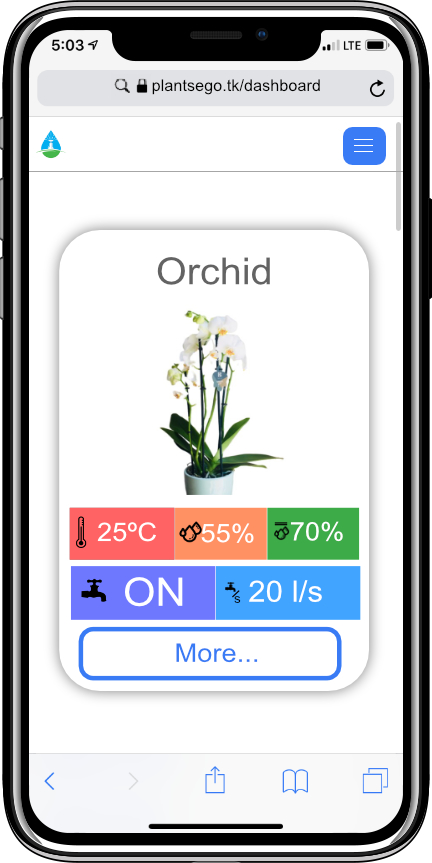 5:03 LTE
plantsego.tk/dashboard
Orchid
25ºC 55% 70%
ON S 20 l/s
More...